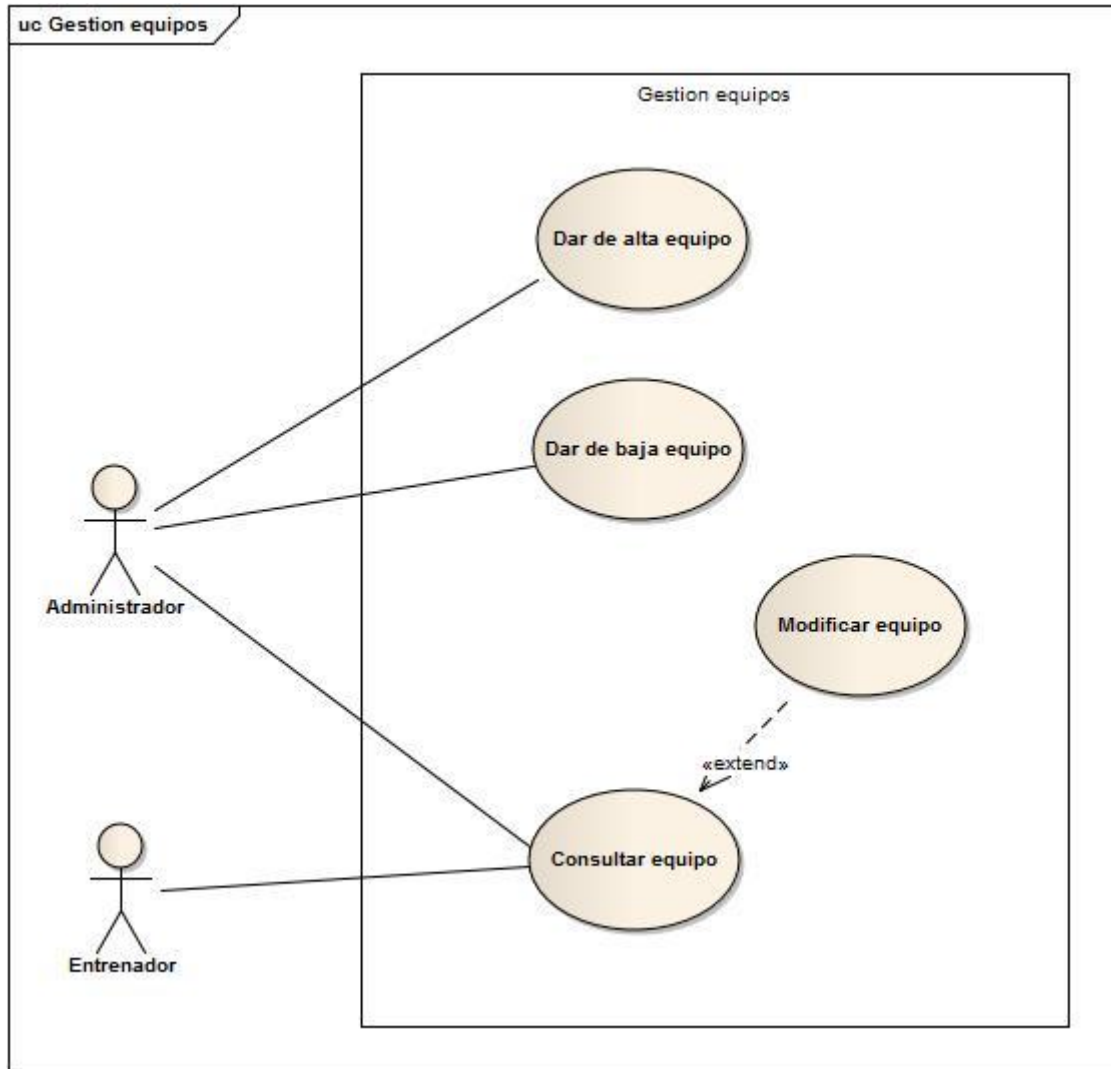 uc Gestion equipos
Gestion equipos
Dar de alta equipo
Dar de baja equipo
Administrador
Modificar equipo
«extend»
Consultar equipo
Entrenador